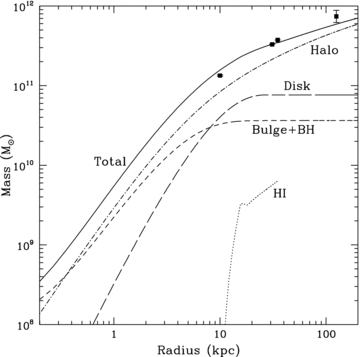 10¹²
Halo
10¹¹
Disk
Bulge+BH
Total
10¹⁰
Mass (M⊙)
HI
10⁹
10⁸
1 10 100
Radius (kpc)